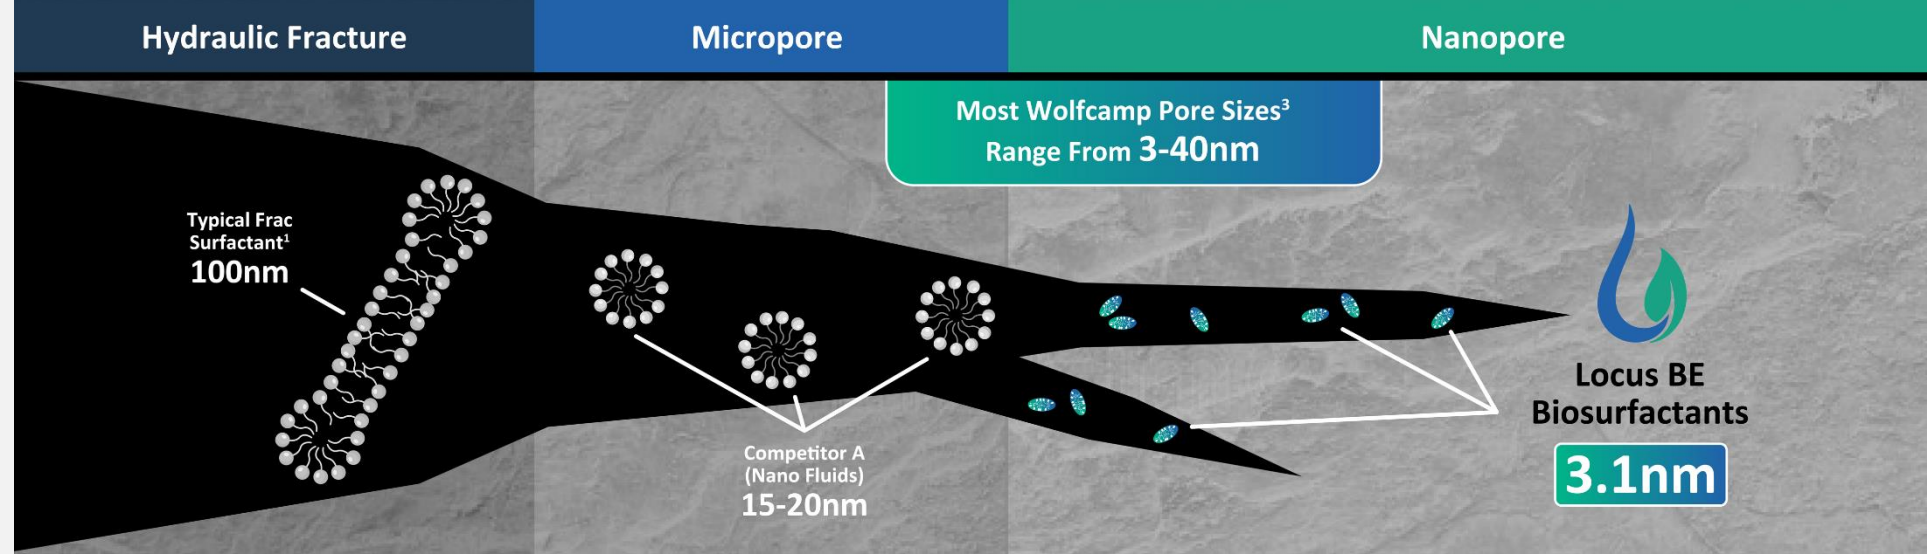 Hydraulic Fracture
Micropore
Nanopore
Most Wolfcamp Pore Sizes³
Range From 3-40nm
Typical Frac
Surfactant¹
100nm
Competitor A
(Nano Fluids)
15-20nm
Locus BE
Biosurfactants
3.1nm